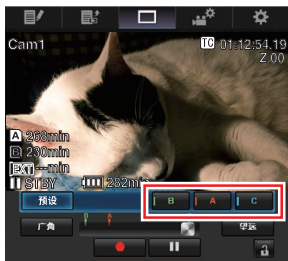 Cam1
TC 01:12:54.19
Z 00
A 268min
B 230min
EXT ---min
STBY 282min
预设
B A C
广角
P A
望远
a